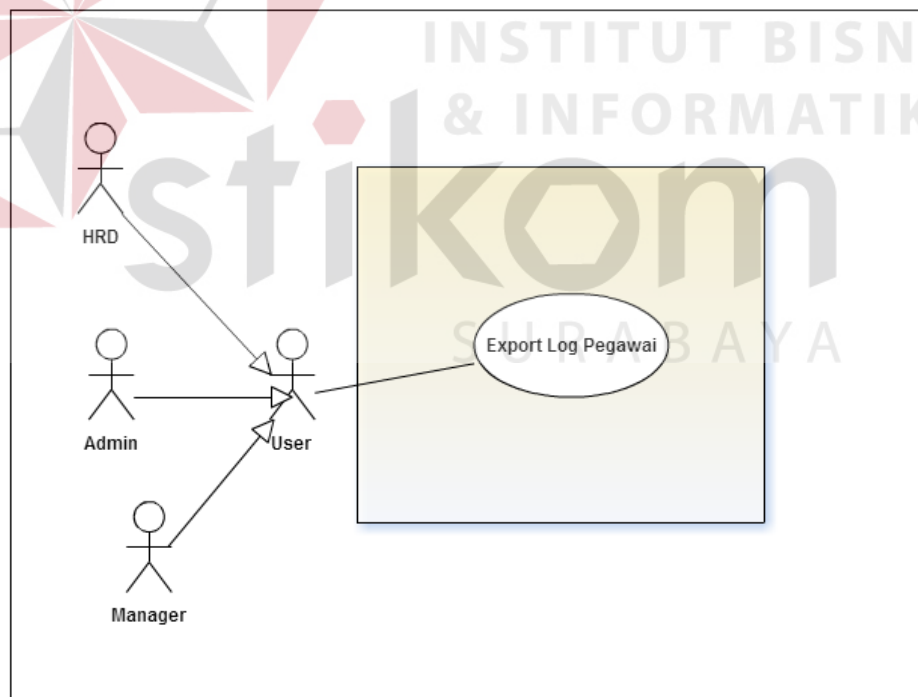 INSTITUT BISN
& INFORMATIK
stikom
SURABAYA
HRD
Admin
User
Manager
Export Log Pegawai